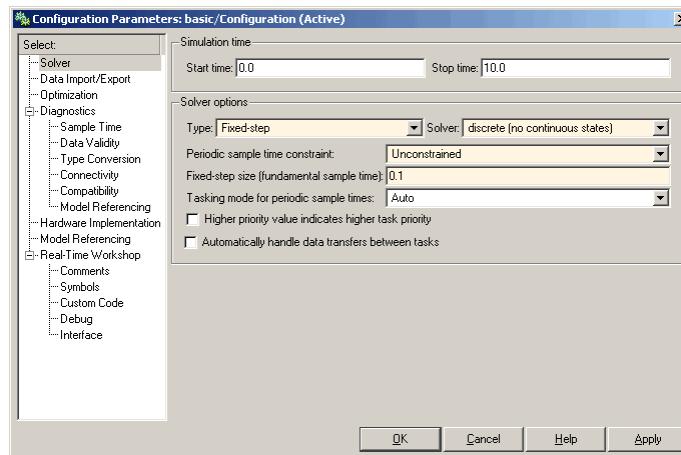 Configuration Parameters: basic/Configuration (Active)
Select:
Solver
Data Import/Export
Optimization
Diagnostics
Sample Time
Data Validity
Type Conversion
Connectivity
Compatibility
Model Referencing
Hardware Implementation
Model Referencing
Real-Time Workshop
Comments
Symbols
Custom Code
Debug
Interface
Simulation time
Start time: 0.0 Stop time: 10.0
Solver options
Type: Fixed-step Solver: discrete (no continuous states)
Periodic sample time constraint: Unconstrained
Fixed-step size (fundamental sample time): 0.1
Tasking mode for periodic sample times: Auto
Higher priority value indicates higher task priority
Automatically handle data transfers between tasks
OK Cancel Help Apply